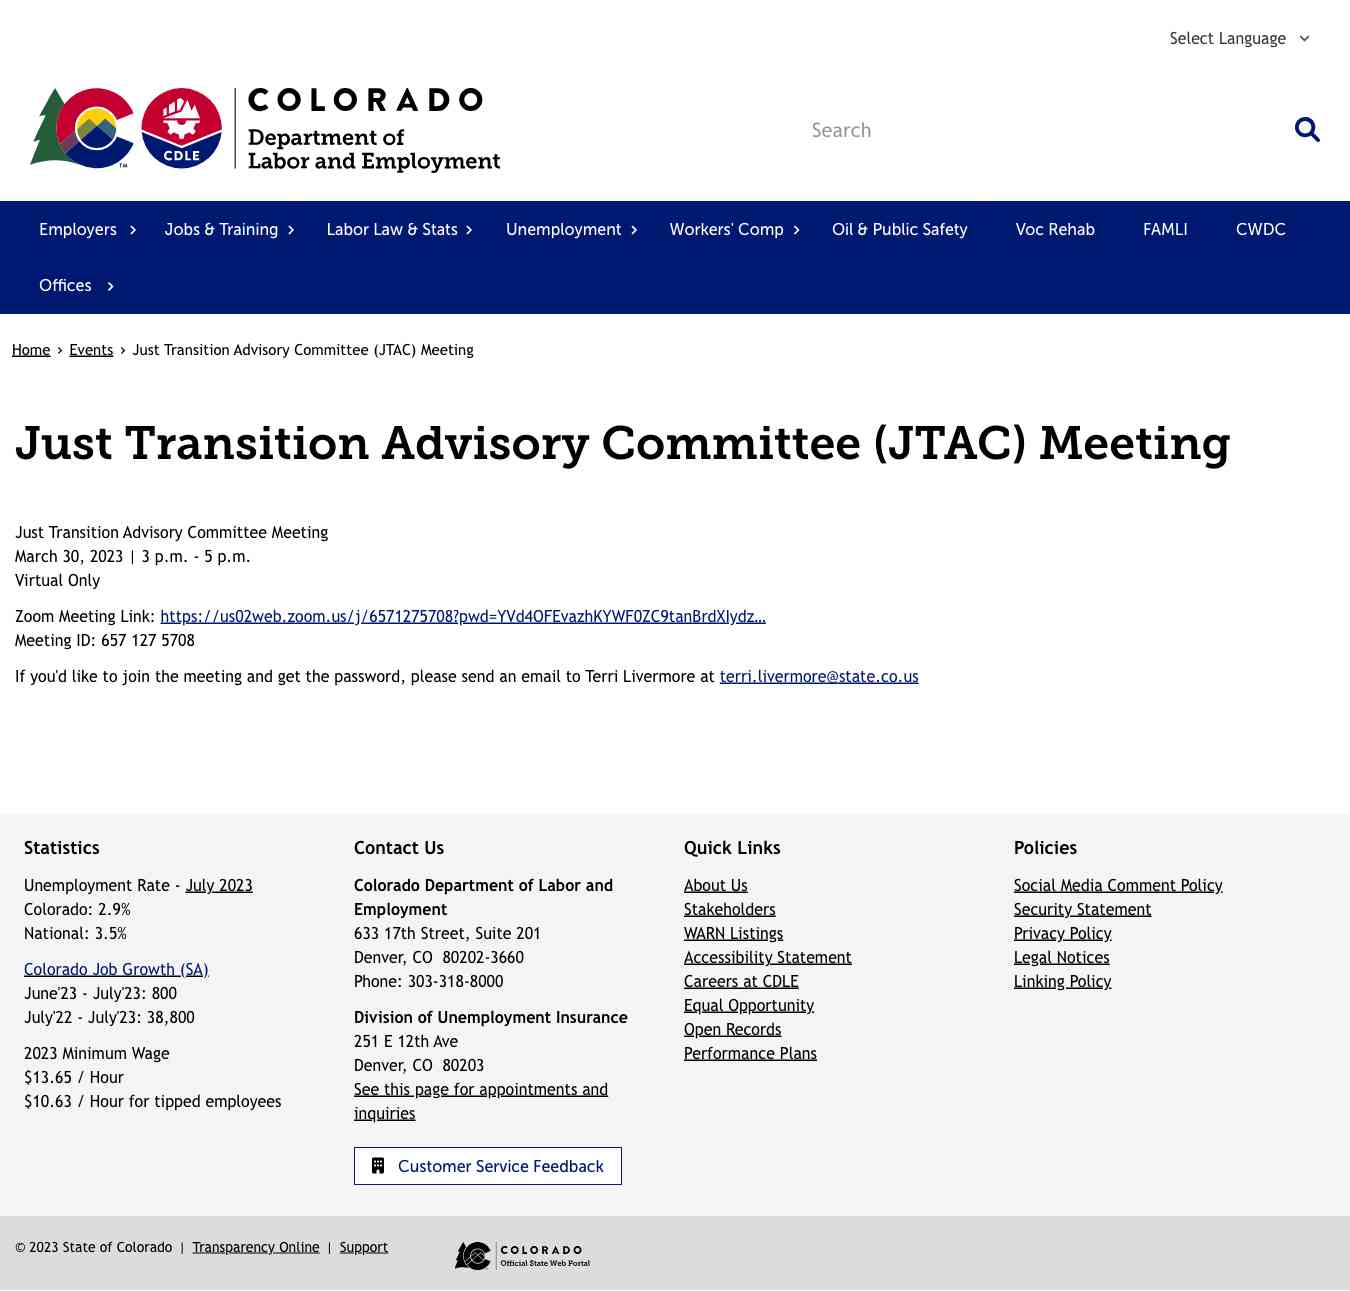 Select Language
COLORADO
Department of
Labor and Employment
CDLE
TM
Search
Employers
Jobs & Training
Labor Law & Stats
Unemployment
Workers' Comp
Oil & Public Safety
Voc Rehab
FAMLI
CWDC
Offices
Home › Events › Just Transition Advisory Committee (JTAC) Meeting
Just Transition Advisory Committee (JTAC) Meeting
Just Transition Advisory Committee Meeting
March 30, 2023 | 3 p.m. - 5 p.m.
Virtual Only
Zoom Meeting Link: https://us02web.zoom.us/j/6571275708?pwd=YVd4OFEvazhKYWF0ZC9tanBrdXIydz…
Meeting ID: 657 127 5708
If you'd like to join the meeting and get the password, please send an email to Terri Livermore at terri.livermore@state.co.us
Statistics
Unemployment Rate - July 2023
Colorado: 2.9%
National: 3.5%
Colorado Job Growth (SA)
June'23 - July'23: 800
July'22 - July'23: 38,800
2023 Minimum Wage
$13.65 / Hour
$10.63 / Hour for tipped employees
Contact Us
Colorado Department of Labor and
Employment
633 17th Street, Suite 201
Denver, CO  80202-3660
Phone: 303-318-8000
Division of Unemployment Insurance
251 E 12th Ave
Denver, CO  80203
See this page for appointments and
inquiries
Customer Service Feedback
Quick Links
About Us
Stakeholders
WARN Listings
Accessibility Statement
Careers at CDLE
Equal Opportunity
Open Records
Performance Plans
Policies
Social Media Comment Policy
Security Statement
Privacy Policy
Legal Notices
Linking Policy
© 2023 State of Colorado | Transparency Online | Support
COLORADO
Official State Web Portal